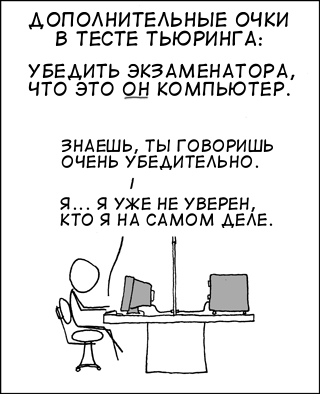 ДОПОЛНИТЕЛЬНЫЕ ОЧКИ
В ТЕСТЕ ТЬЮРИНГА:
УБЕДИТЬ ЭКЗАМЕНАТОРА,
ЧТО ЭТО ОН КОМПЬЮТЕР.
ЗНАЕШЬ, ТЫ ГОВОРИШЬ
ОЧЕНЬ УБЕДИТЕЛЬНО.
Я... Я УЖЕ НЕ УВЕРЕН,
КТО Я НА САМОМ ДЕЛЕ.